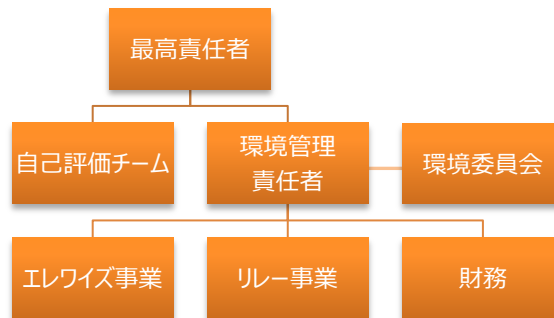 最高責任者
自己評価チーム
環境管理
責任者
環境委員会
エレワイズ事業
リレー事業
財務